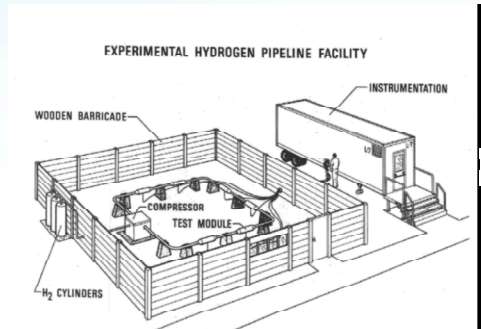 EXPERIMENTAL HYDROGEN PIPELINE FACILITY
INSTRUMENTATION
WOODEN BARRICADE
COMPRESSOR
TEST MODULE
H₂ CYLINDERS